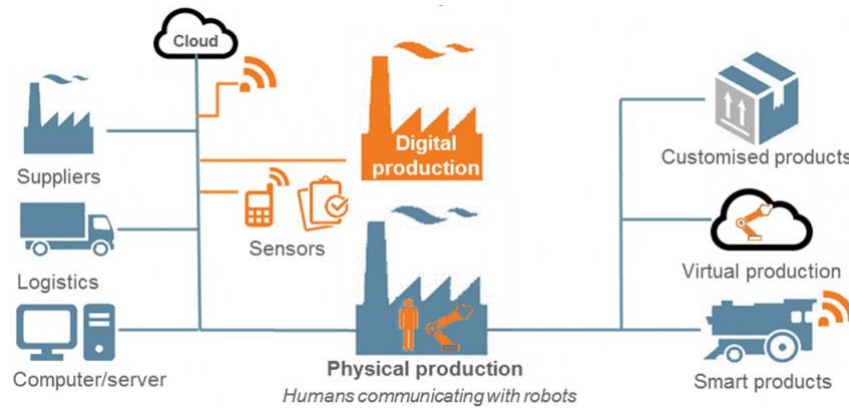 Cloud
Suppliers
Logistics
Computer/server
Sensors
Digital
production
Physical production
Humans communicating with robots
Customised products
Virtual production
Smart products